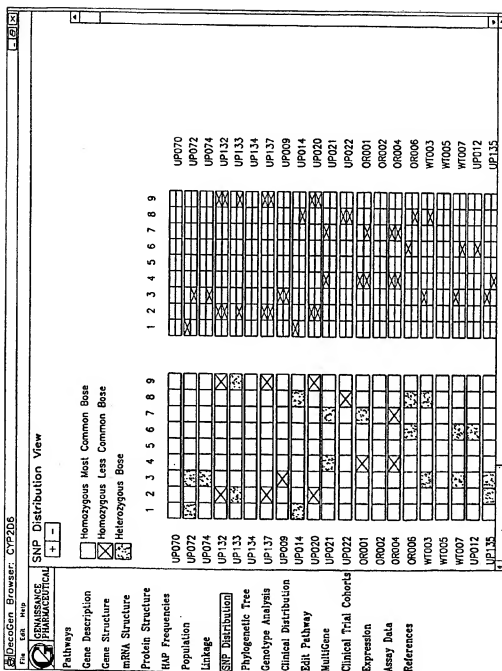 DecoGen Browser: CYP2D6
File Edit Help
GENAISSANCE
PHARMACEUTICAL
SNP Distribution View
+ -
Pathways
Gene Description
Gene Structure
mRNA Structure
Protein Structure
HAP Frequencies
Population
Linkage
SNP Distribution
Phylogenetic Tree
Genotype Analysis
Clinical Distribution
Edit Pathway
MultiGene
Clinical Trial Cohorts
Expression
Assay Data
References
Homozygous Most Common Bose
Homozygous Less Common Bose
Heterozygous Bose
1 2 3 4 5 6 7 8 9
UP070
UP072
UP074
UP132
UP133
UP134
UP137
UP009
UP014
UP020
UP021
UP022
OR001
OR002
OR004
OR006
WT003
WT005
WT007
UP012
UP135
1 2 3 4 5 6 7 8 9
UP070
UP072
UP074
UP132
UP133
UP134
UP137
UP009
UP014
UP020
UP021
UP022
OR001
OR002
OR004
OR006
WT003
WT005
WT007
UP012
UP135